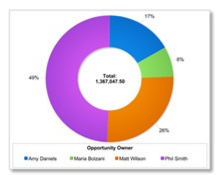 17%
8%
49%
Total:
1,367,047.50
26%
Opportunity Owner
Amy Daniels Maria Bolzani Matt Wilson Phil Smith